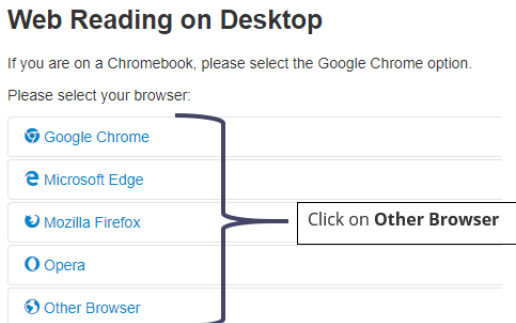 Web Reading on Desktop
If you are on a Chromebook, please select the Google Chrome option.
Please select your browser:
Google Chrome
Microsoft Edge
Mozilla Firefox
Click on Other Browser
Opera
Other Browser